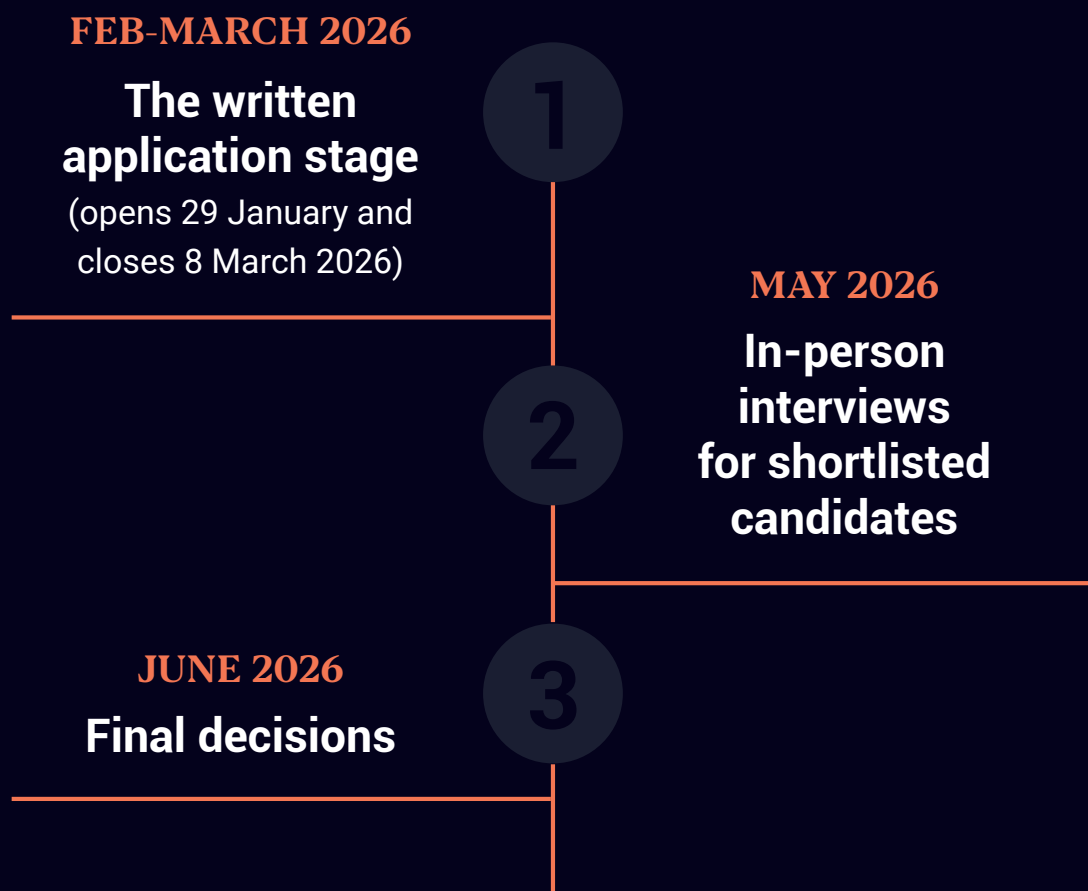 FEB-MARCH 2026
The written
application stage
(opens 29 January and
closes 8 March 2026)
1
MAY 2026
In-person
interviews
for shortlisted
candidates
2
JUNE 2026
Final decisions
3